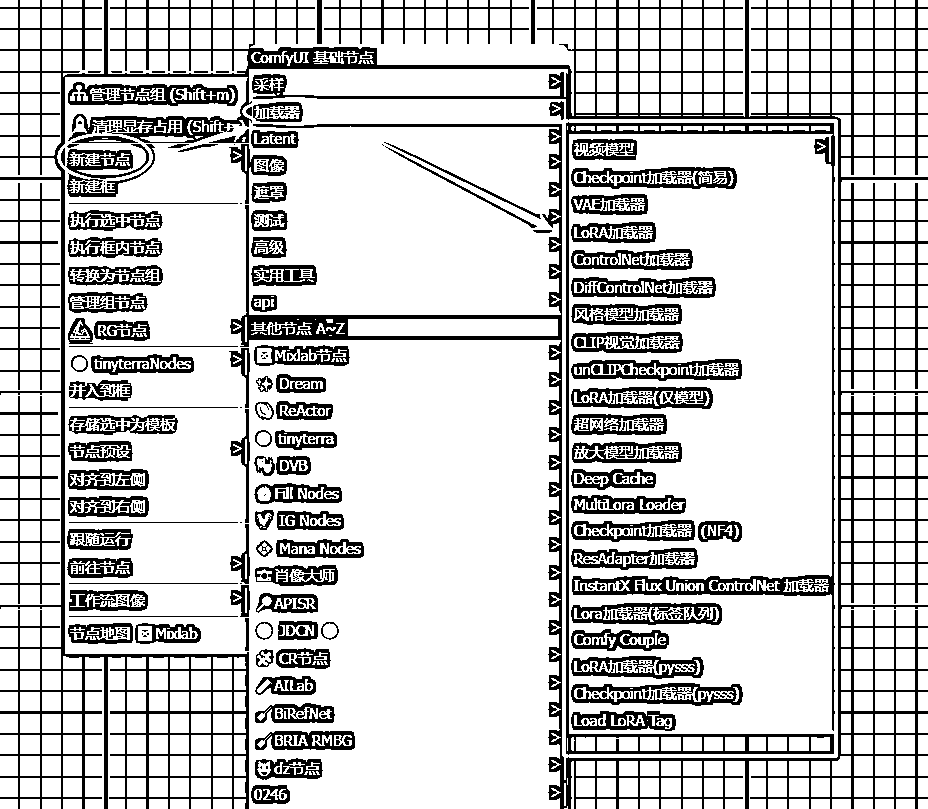 管理节点组 (Shift+m)
清理显存占用 (Shift+
新建节点
新建框
执行选中节点
执行框内节点
转换为节点组
管理组节点
RG节点
tinyterraNodes
并入到框
存储选中为模板
节点预设
对齐到左侧
对齐到右侧
跟随运行
前往节点
工作流图像
节点地图 Mixlab
ComfyUI 基础节点
采样
加载器
Latent
图像
遮罩
测试
高级
实用工具
api
其他节点 A~Z
Mixlab节点
Dream
ReActor
tinyterra
DVB
Fill Nodes
IG Nodes
Mana Nodes
肖像大师
APISR
JDCN
CR节点
AILab
BiRefNet
BRIA RMBG
dz节点
0246
视频模型
Checkpoint加载器(简易)
VAE加载器
LoRA加载器
ControlNet加载器
DiffControlNet加载器
风格模型加载器
CLIP视觉加载器
unCLIPCheckpoint加载器
LoRA加载器(仅模型)
超网络加载器
放大模型加载器
Deep Cache
MultiLora Loader
Checkpoint加载器 (NF4)
ResAdapter加载器
InstantX Flux Union ControlNet 加载器
Lora加载器(标签队列)
Comfy Couple
LoRA加载器(pysss)
Checkpoint加载器(pysss)
Load LoRA Tag